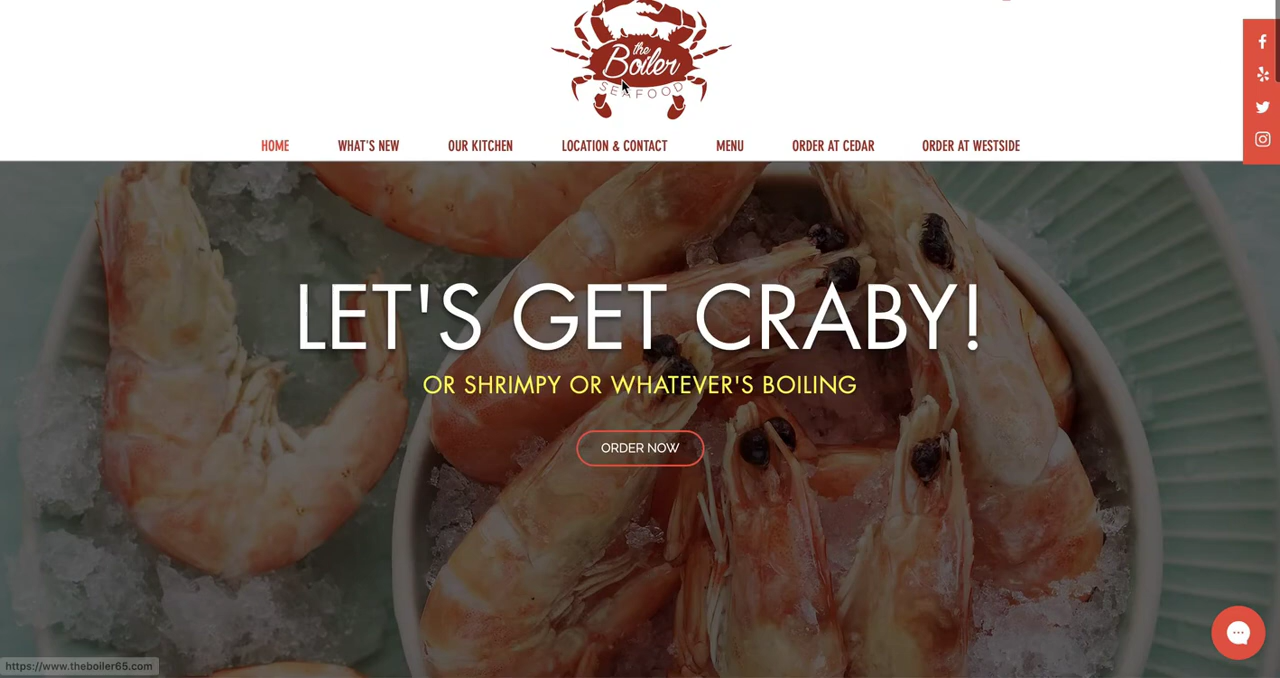 the
Boiler
SEAFOOD
HOME WHAT'S NEW OUR KITCHEN LOCATION & CONTACT MENU ORDER AT CEDAR ORDER AT WESTSIDE
LET'S GET CRABY!
OR SHRIMPY OR WHATEVER'S BOILING
ORDER NOW
https://www.theboiler65.com